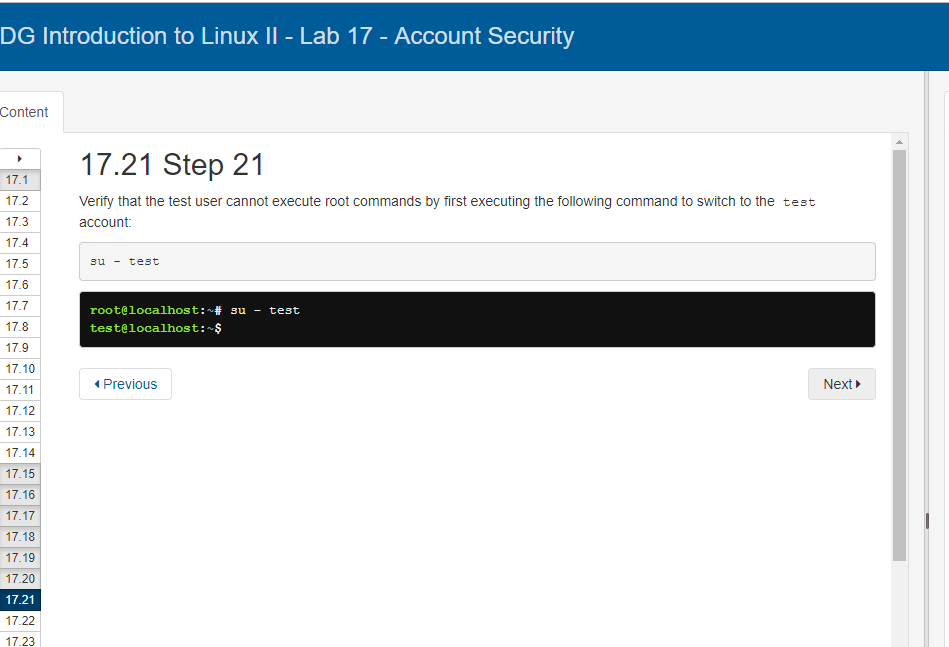 DG Introduction to Linux II - Lab 17 - Account Security
Content
17.1
17.2
17.3
17.4
17.5
17.6
17.7
17.8
17.9
17.10
17.11
17.12
17.13
17.14
17.15
17.16
17.17
17.18
17.19
17.20
17.21
17.22
17.23
17.21 Step 21
Verify that the test user cannot execute root commands by first executing the following command to switch to the test
account:
su - test
root@localhost:~# su - test
test@localhost:~$
Previous
Next